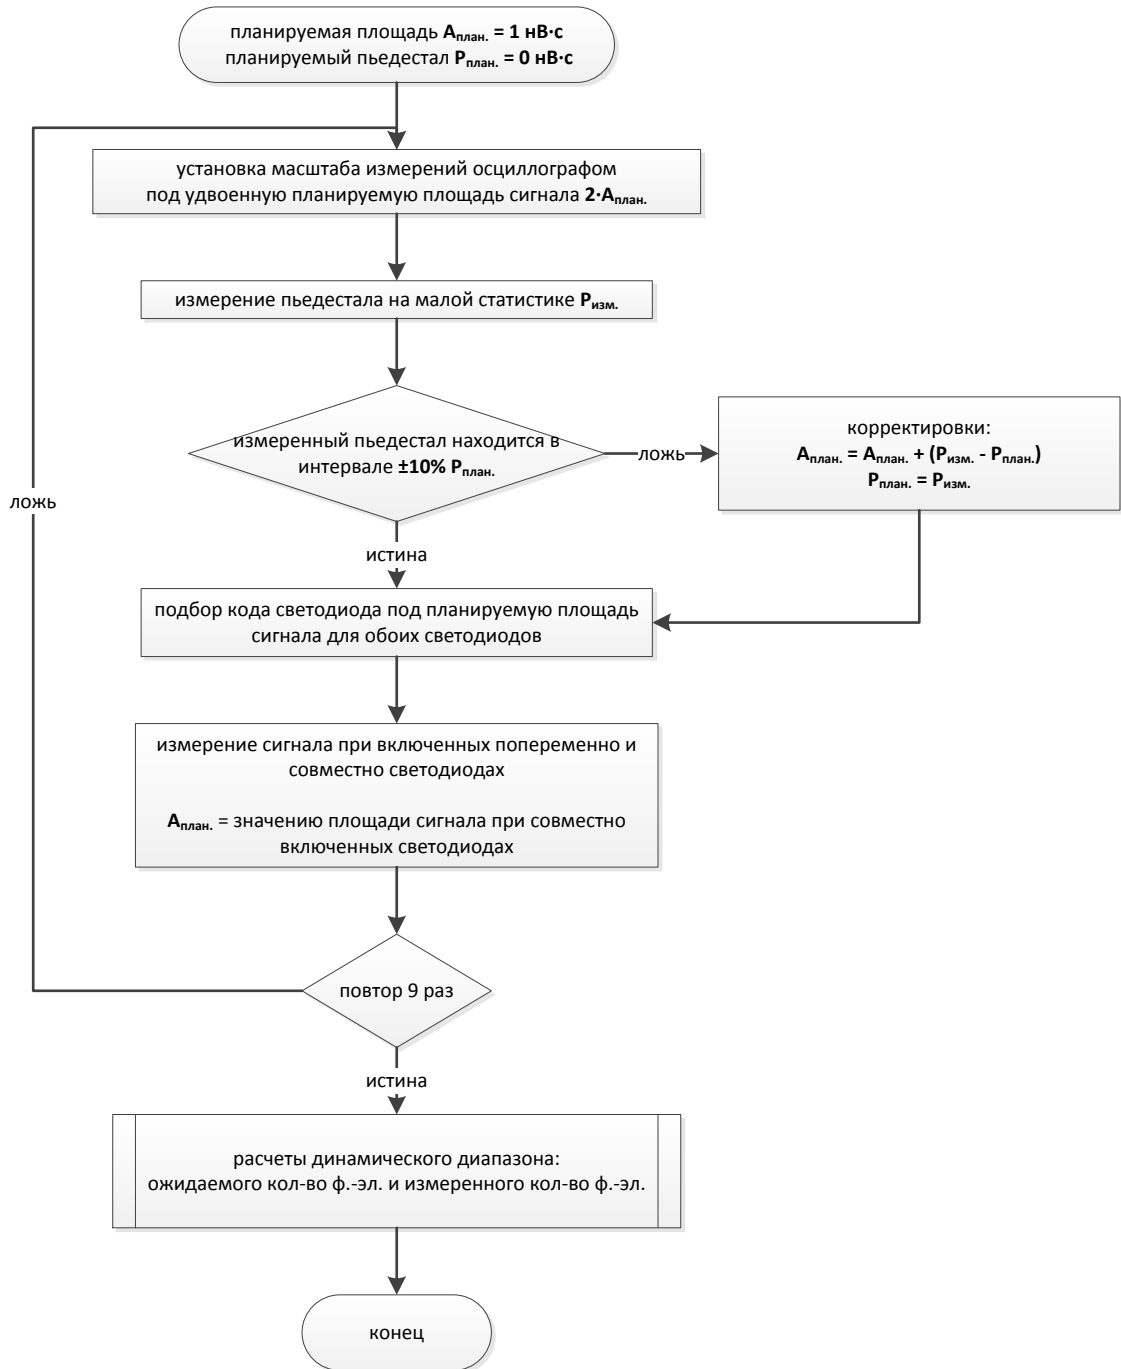 планируемая площадь Aплан. = 1 нВ·с
планируемый пьедестал Pплан. = 0 нВ·с
установка масштаба измерений осциллографом
под удвоенную планируемую площадь сигнала 2·Aплан.
измерение пьедестала на малой статистике Pизм.
измеренный пьедестал находится в
интервале ±10% Pплан.
ложь
корректировки:
Aплан. = Aплан. + (Pизм. - Pплан.)
Pплан. = Pизм.
ложь
истина
подбор кода светодиода под планируемую площадь
сигнала для обоих светодиодов
измерение сигнала при включенных попеременно и
совместно светодиодах
Aплан. = значению площади сигнала при совместно
включенных светодиодах
повтор 9 раз
истина
расчеты динамического диапазона:
ожидаемого кол-во ф.-эл. и измеренного кол-во ф.-эл.
конец